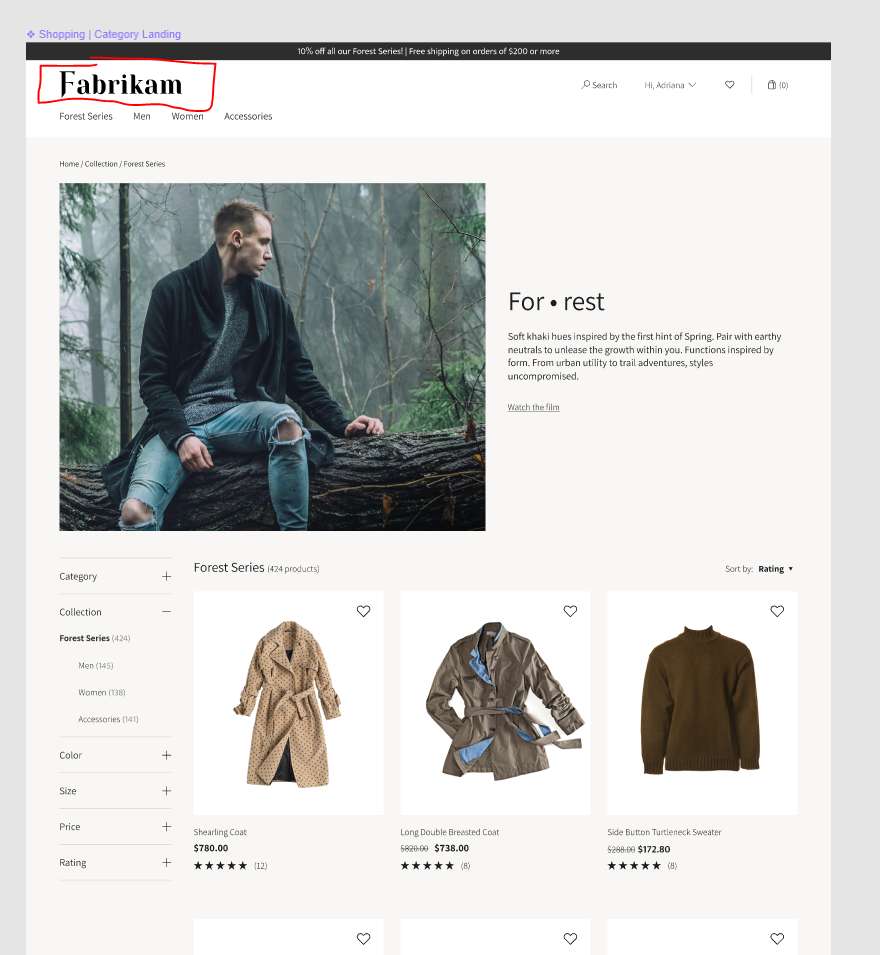 Shopping | Category Landing
10% off all our Forest Series! | Free shipping on orders of $200 or more
Fabrikam
Search
Hi, Adriana
(0)
Forest Series
Men
Women
Accessories
Home / Collection / Forest Series
For • rest
Soft khaki hues inspired by the first hint of Spring. Pair with earthy
neutrals to unlease the growth within you. Functions inspired by
form. From urban utility to trail adventures, styles
uncompromised.
Watch the film
Category
Collection
Forest Series (424)
Men (145)
Women (138)
Accessories (141)
Color
Size
Price
Rating
Forest Series (424 products)
Sort by: Rating
Shearling Coat
$780.00
(12)
Long Double Breasted Coat
$820.00 $738.00
(8)
Side Button Turtleneck Sweater
$288.00 $172.80
(8)